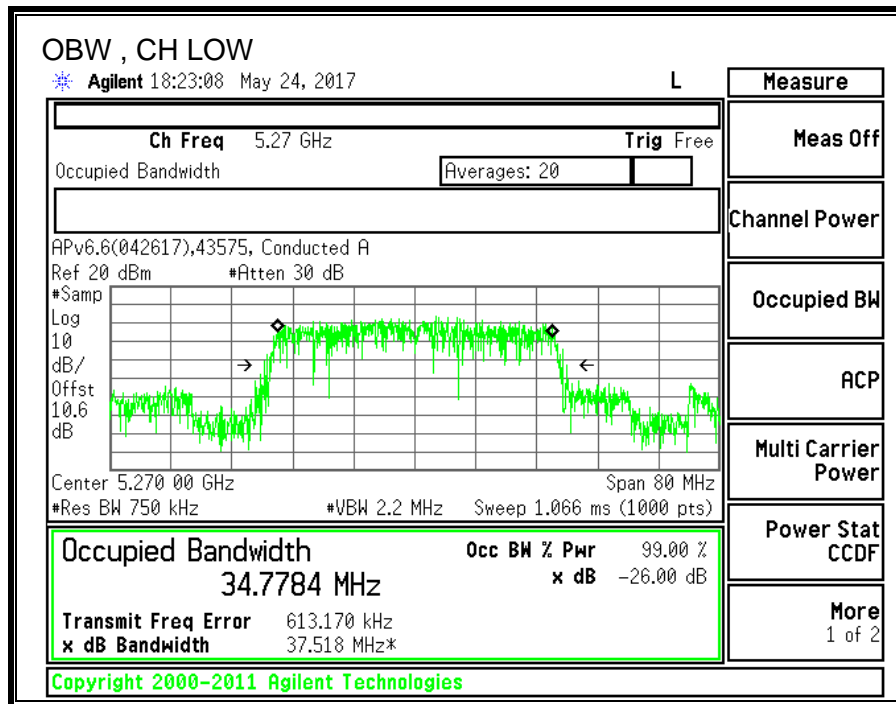 OBW , CH LOW
Agilent 18:23:08 May 24, 2017 L
Measure
Ch Freq 5.27 GHz Trig Free
Occupied Bandwidth Averages: 20
APv6.6(042617),43575, Conducted A
Ref 20 dBm #Atten 30 dB
#Samp
Log
10
dB/
Offst
10.6
dB
Center 5.270 00 GHz Span 80 MHz
#Res BW 750 kHz #VBW 2.2 MHz Sweep 1.066 ms (1000 pts)
Occupied Bandwidth
34.7784 MHz
Occ BW % Pwr 99.00 %
x dB -26.00 dB
Transmit Freq Error 613.170 kHz
x dB Bandwidth 37.518 MHz*
Meas Off
Channel Power
Occupied BW
ACP
Multi Carrier
Power
Power Stat
CCDF
More
1 of 2
Copyright 2000-2011 Agilent Technologies